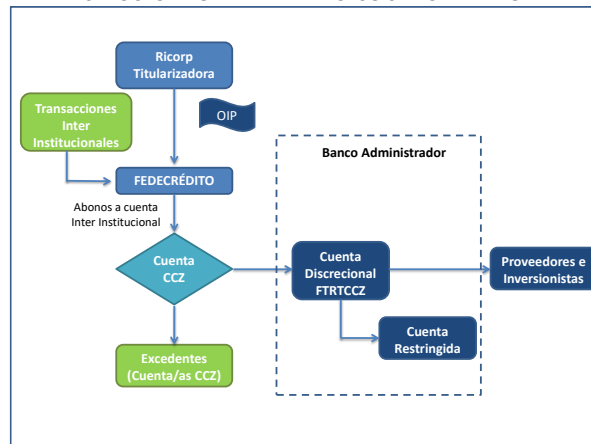 Ricorp
Titularizadora
Transacciones
Inter
Institucionales
OIP
Banco Administrador
FEDECRÉDITO
Abonos a cuenta
Inter Institucional
Cuenta
CCZ
Cuenta
Discrecional
FTRTCCZ
Proveedores e
Inversionistas
Cuenta
Restringida
Excedentes
(Cuenta/as CCZ)